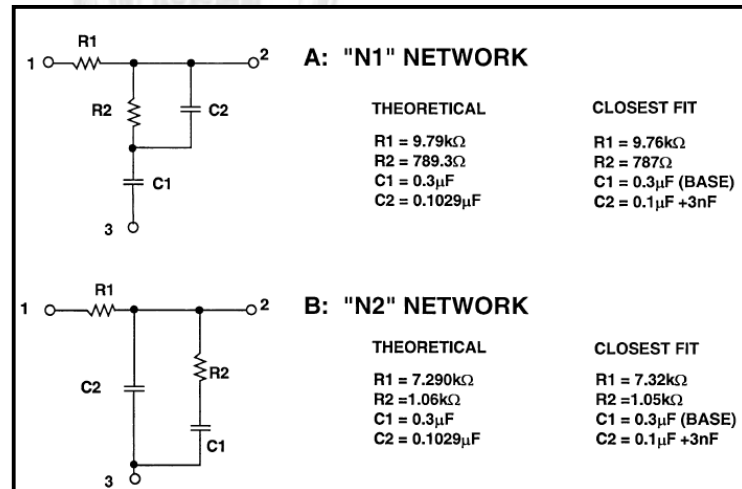 A: "N1" NETWORK
R1
1
2
R2
C2
C1
3
THEORETICAL
R1 = 9.79kΩ
R2 = 789.3Ω
C1 = 0.3µF
C2 = 0.1029µF
CLOSEST FIT
R1 = 9.76kΩ
R2 = 787Ω
C1 = 0.3µF (BASE)
C2 = 0.1µF +3nF
B: "N2" NETWORK
R1
1
2
C2
R2
C1
3
THEORETICAL
R1 = 7.290kΩ
R2 =1.06kΩ
C1 = 0.3µF
C2 = 0.1029µF
CLOSEST FIT
R1 = 7.32kΩ
R2 =1.05kΩ
C1 = 0.3µF (BASE)
C2 = 0.1µF +3nF